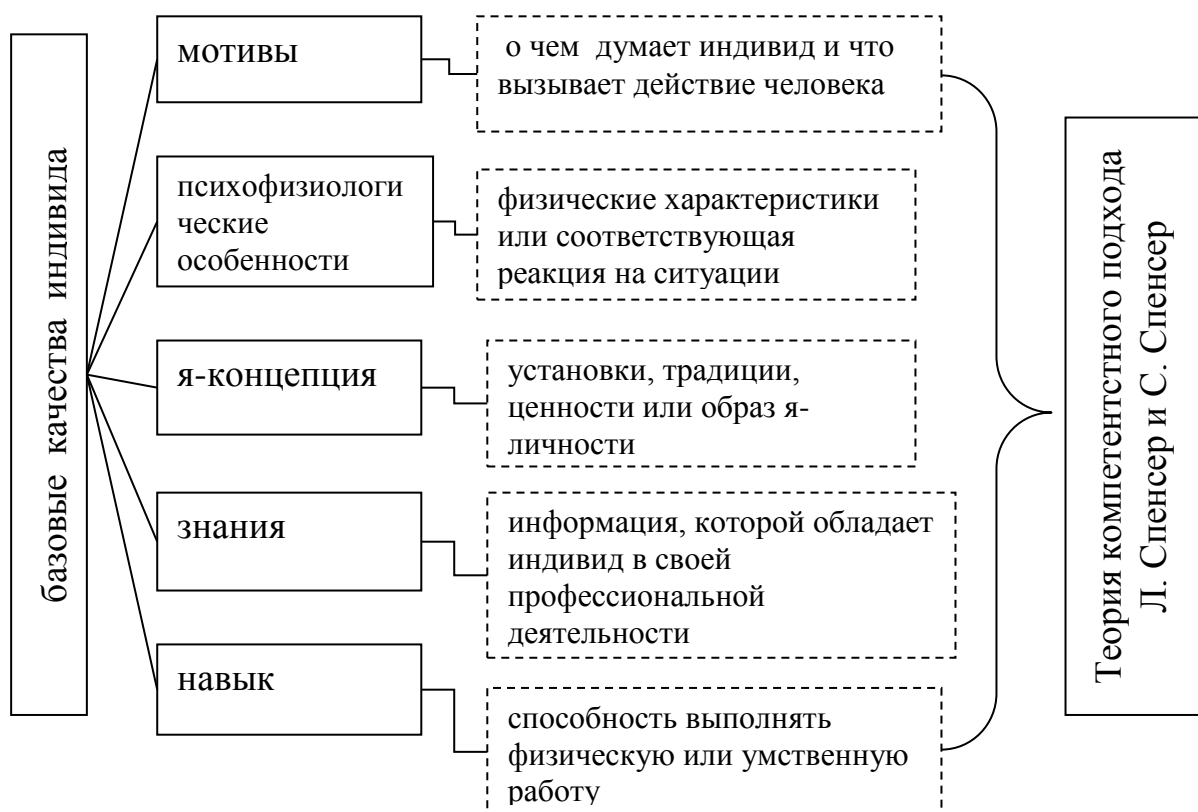 базовые качества индивида
мотивы
о чем думает индивид и что
вызывает действие человека
психофизиологи
ческие
особенности
физические характеристики
или соответствующая
реакция на ситуации
я-концепция
установки, традиции,
ценности или образ я-
личности
знания
информация, которой обладает
индивид в своей
профессиональной
деятельности
навык
способность выполнять
физическую или умственную
работу
Теория компетентстного подхода
Л. Спенсер и С. Спенсер